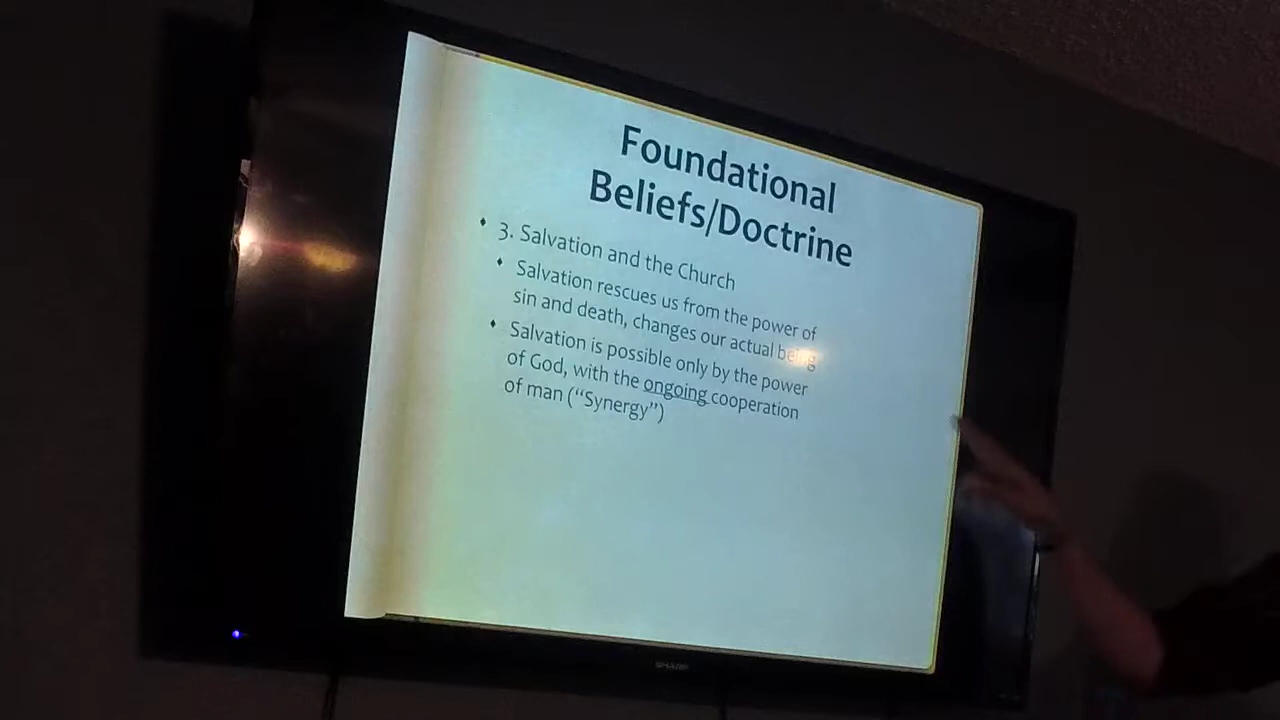 Foundational
Beliefs/Doctrine
3. Salvation and the Church
Salvation rescues us from the power of
sin and death, changes our actual being
Salvation is possible only by the power
of God, with the ongoing cooperation
of man (“Synergy”)
SHARP